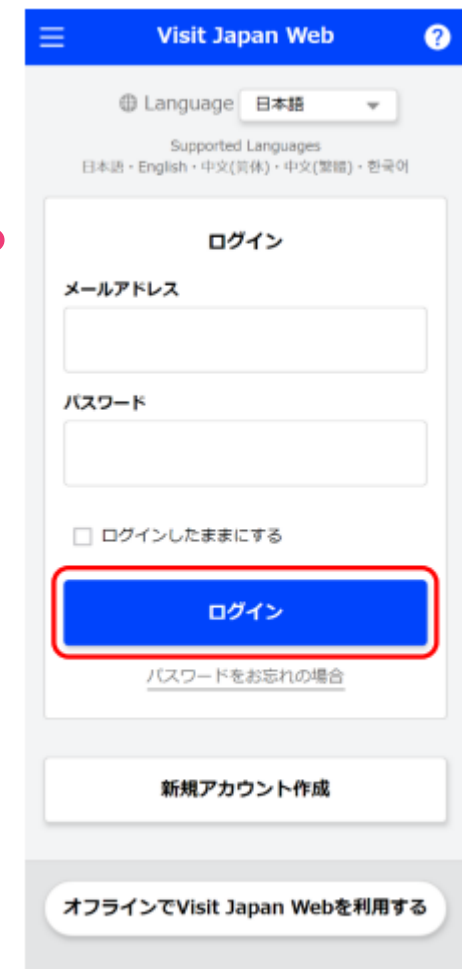 Visit Japan Web
?
Language 日本語
Supported Languages
日本語・English・中文(简体)・中文(繁體)・한국어
ログイン
メールアドレス
パスワード
ログインしたままにする
ログイン
パスワードをお忘れの場合
新規アカウント作成
オフラインでVisit Japan Webを利用する